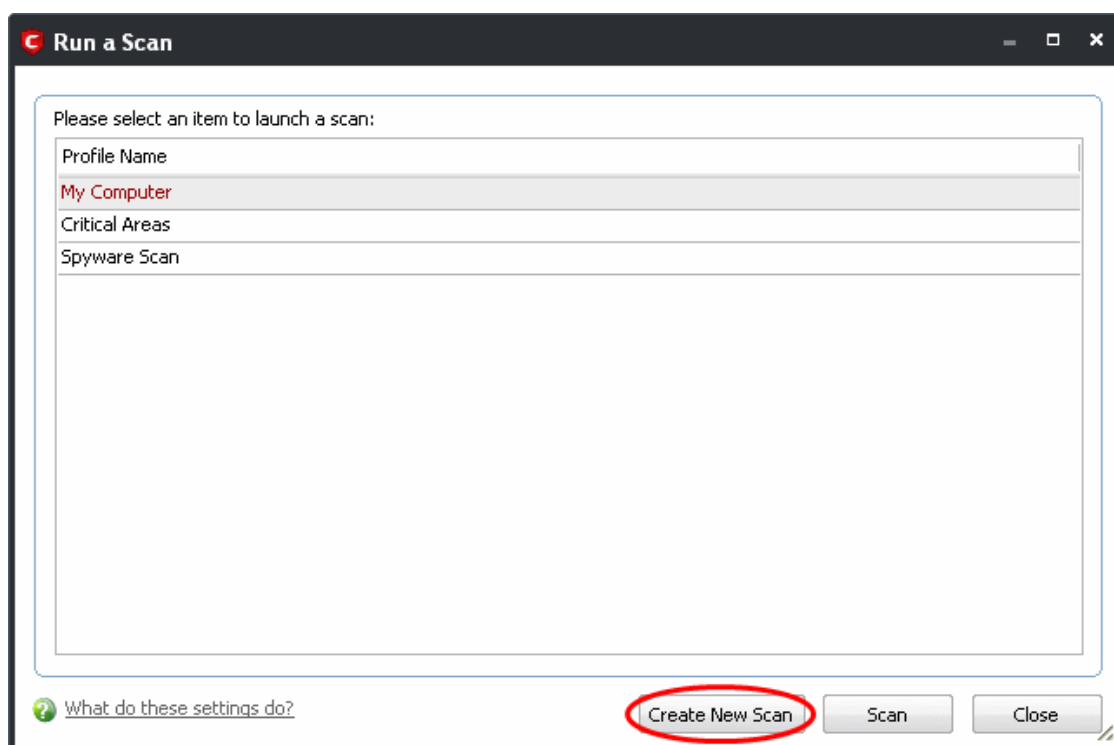 Run a Scan
Please select an item to launch a scan:
Profile Name
My Computer
Critical Areas
Spyware Scan
What do these settings do?
Create New Scan
Scan
Close